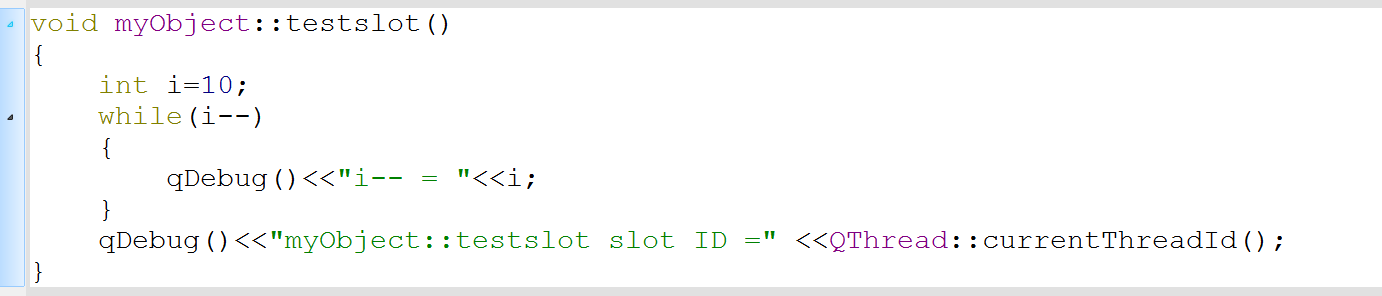 void myObject::testslot()
{
    int i=10;
    while(i--)
    {
        qDebug()<<"i-- = "<<i;
    }
    qDebug()<<"myObject::testslot slot ID =" <<QThread::currentThreadId();
}